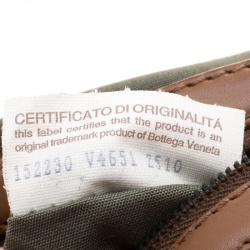 CERTIFICATO DI ORIGINALITÁ
this label certifies that the product is an
original trademark product of Bottega Veneta
152230 V4651 2510